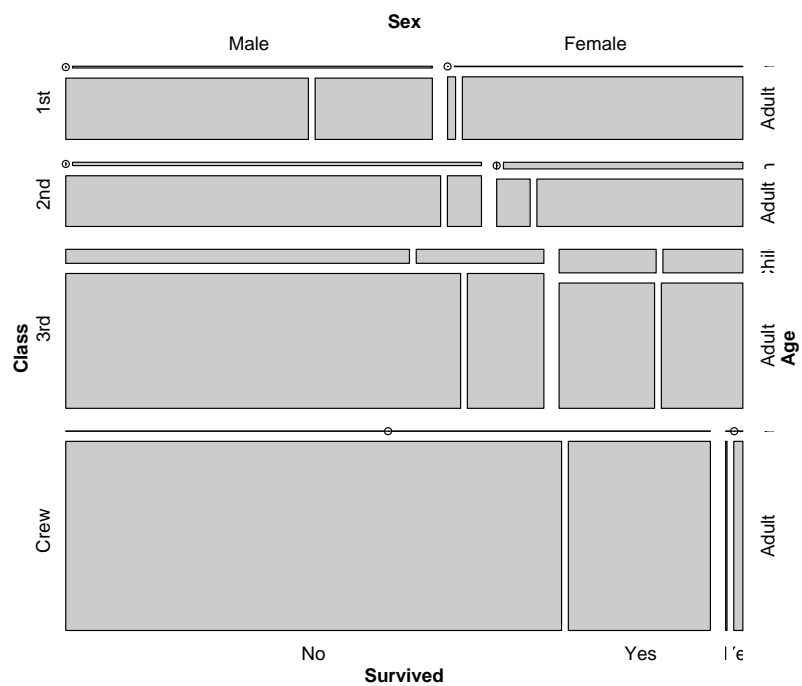 Sex
Male Female
1st
Adult
2nd
Adult
3rd
Adult
Class
Age
Crew
Adult
No Yes
Survived